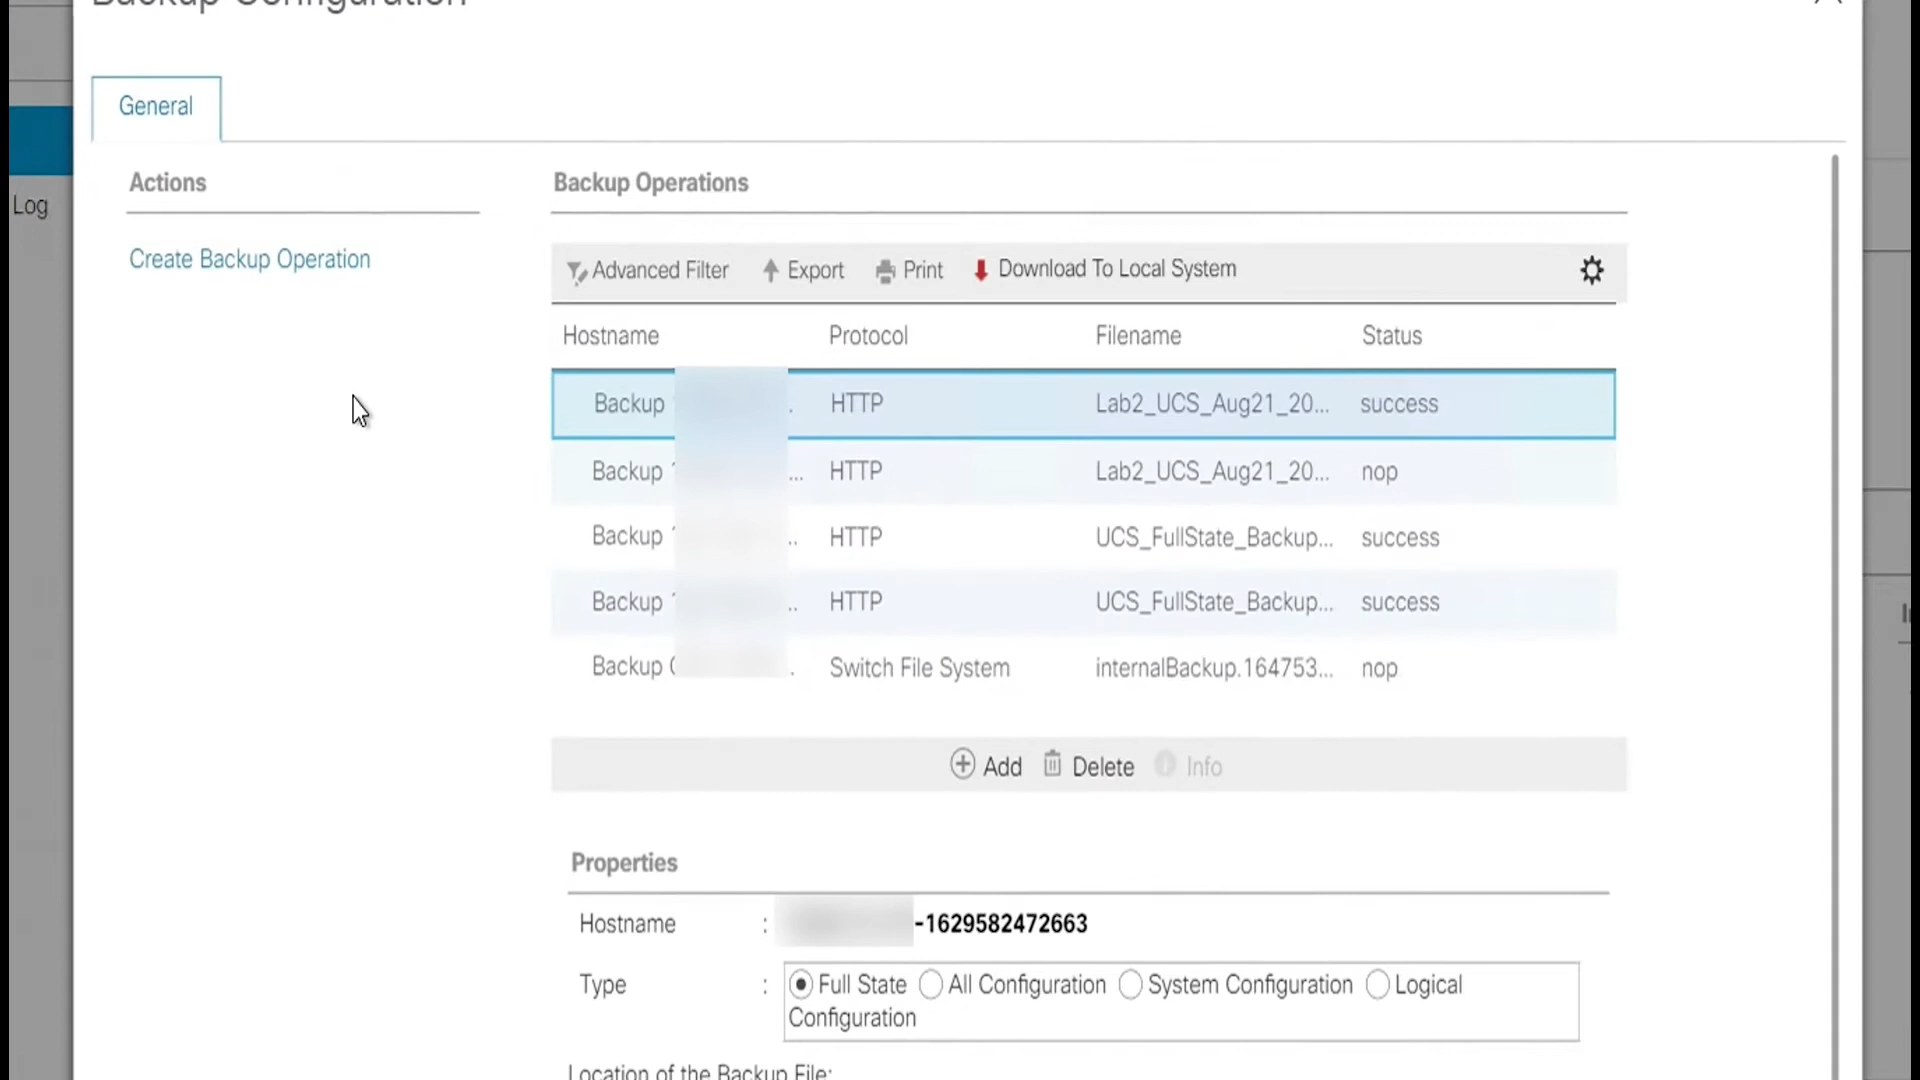 Backup Configuration
General
Log
Actions
Backup Operations
Create Backup Operation
Advanced Filter Export Print Download To Local System
Hostname Protocol Filename Status
Backup . HTTP Lab2_UCS_Aug21_20... success
Backup ... HTTP Lab2_UCS_Aug21_20... nop
Backup .. HTTP UCS_FullState_Backup... success
Backup .. HTTP UCS_FullState_Backup... success
Backup . Switch File System internalBackup.164753... nop
Add Delete Info
Properties
Hostname : -1629582472663
Type : Full State All Configuration System Configuration Logical
Configuration
Location of the Backup File: